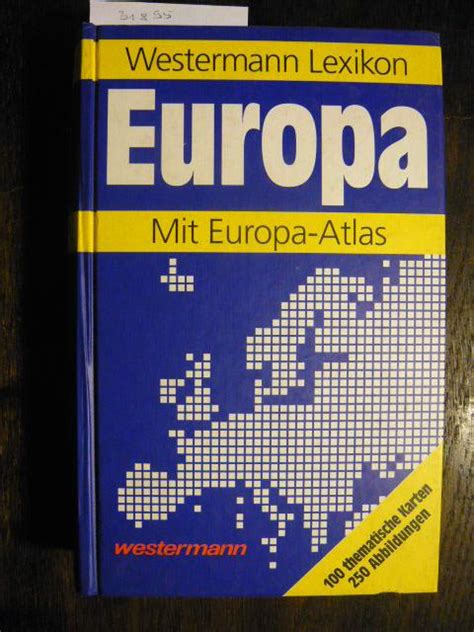 Westermann Lexikon
Europa
Mit Europa-Atlas
westermann
100 thematische Karten
250 Abbildungen